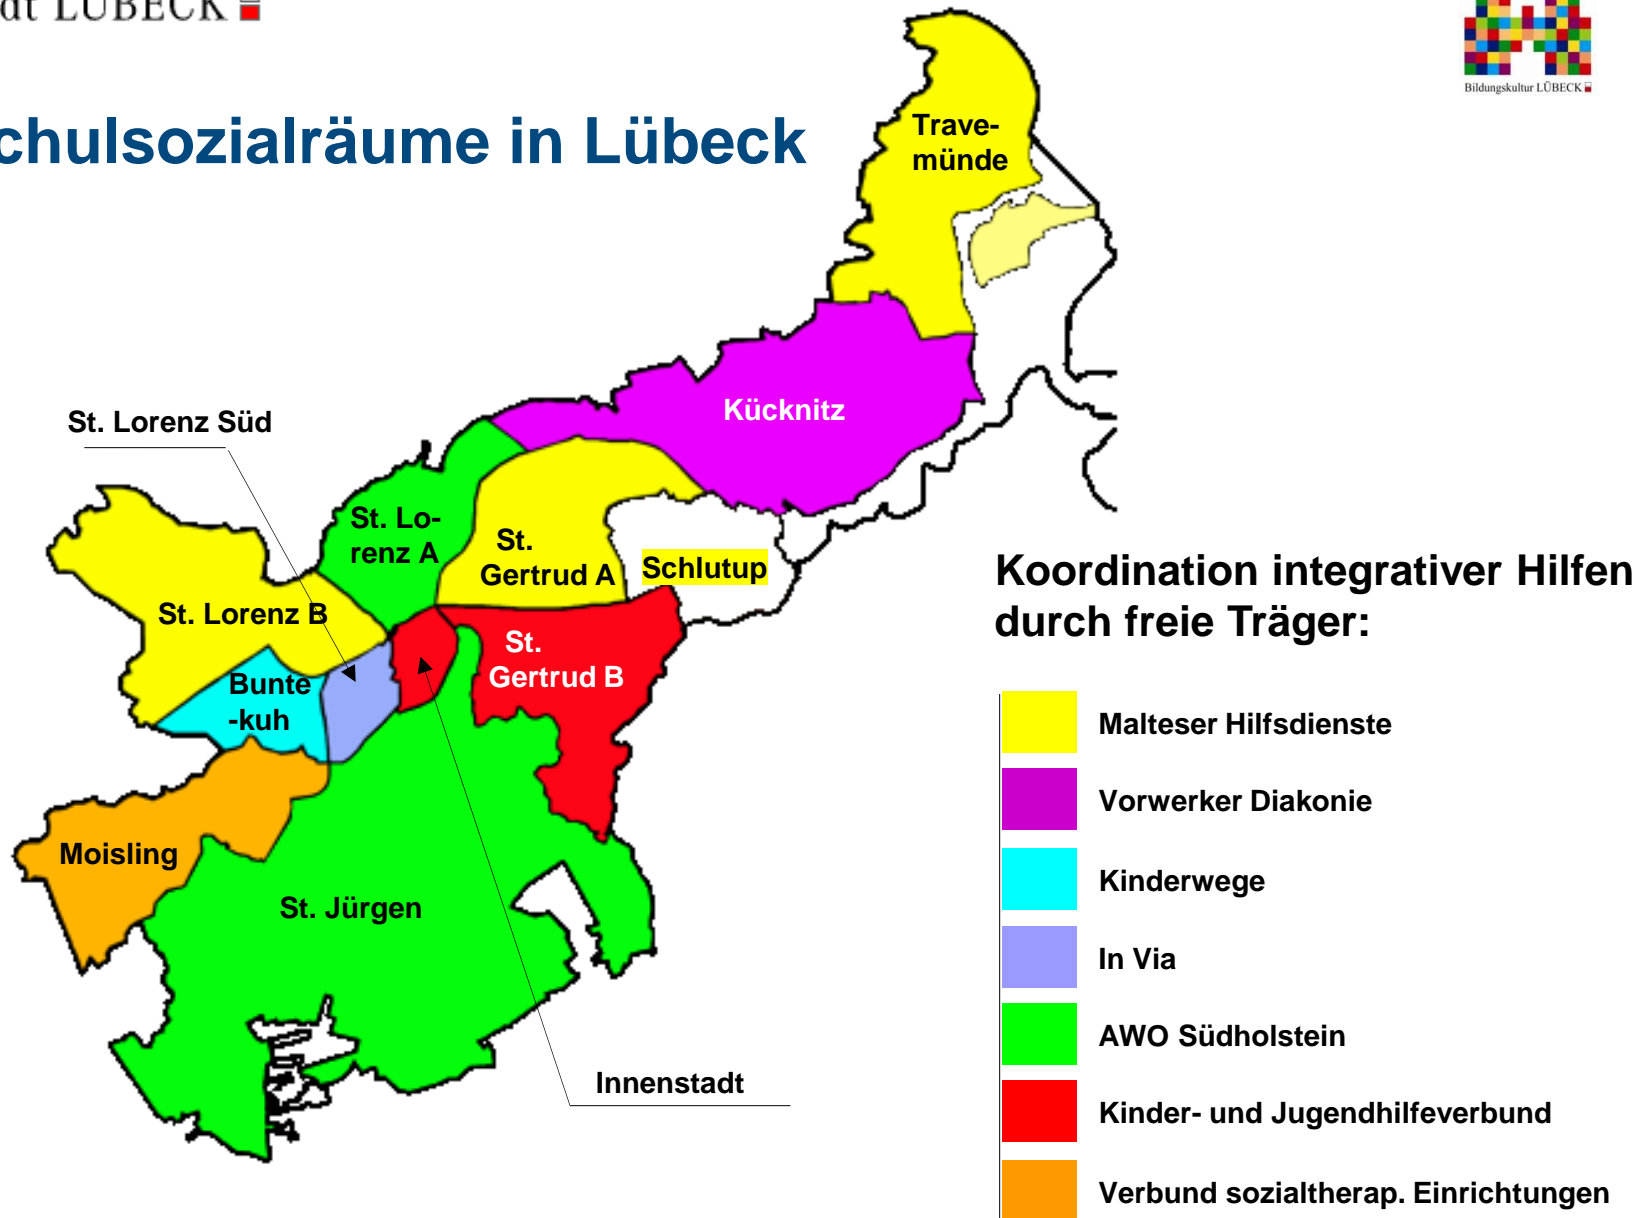 dt LÜBECK
Bildungskultur LÜBECK
chulsozialräume in Lübeck
Trave-
münde
Kücknitz
St. Lorenz Süd
St. Lo-
renz A
St.
Gertrud A
Schlutup
St. Lorenz B
St.
Gertrud B
Bunte
-kuh
Moisling
St. Jürgen
Innenstadt
Koordination integrativer Hilfen
durch freie Träger:
Malteser Hilfsdienste
Vorwerker Diakonie
Kinderwege
In Via
AWO Südholstein
Kinder- und Jugendhilfeverbund
Verbund sozialtherap. Einrichtungen